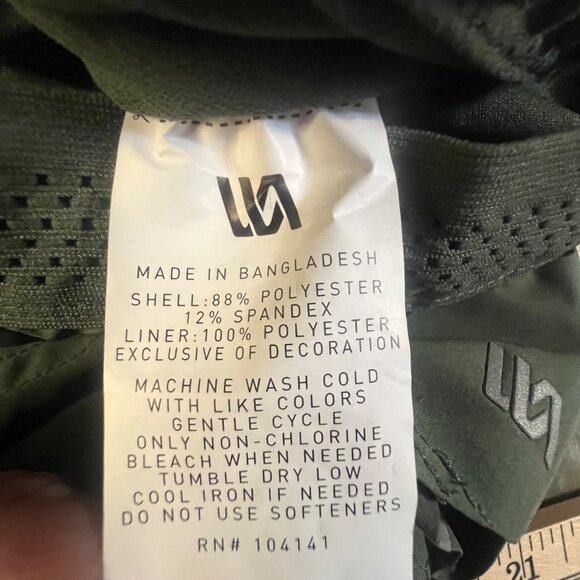 MADE IN BANGLADESH
SHELL:88% POLYESTER
12% SPANDEX
LINER:100% POLYESTER
EXCLUSIVE OF DECORATION
MACHINE WASH COLD
WITH LIKE COLORS
GENTLE CYCLE
ONLY NON-CHLORINE
BLEACH WHEN NEEDED
TUMBLE DRY LOW
COOL IRON IF NEEDED
DO NOT USE SOFTENERS
RN# 104141
21